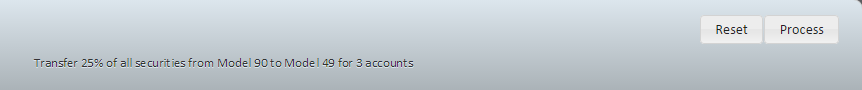 Reset Process
Transfer 25% of all securities from Model 90 to Model 49 for 3 accounts